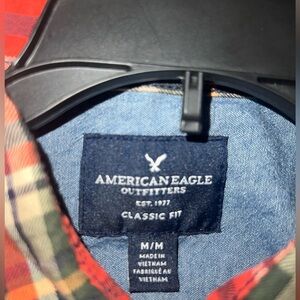 AMERICAN EAGLE
OUTFITTERS
EST. 1977
CLASSIC FIT
M/M
MADE IN
VIETNAM
FABRIQUÉ AU
VIETNAM